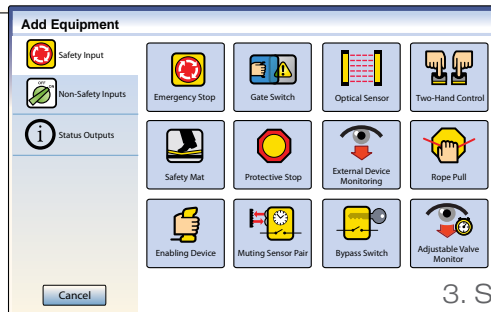 Add Equipment
Safety Input
OFF
ON
Non-Safety Inputs
i
Status Outputs
Emergency Stop
Gate Switch
Optical Sensor
Two-Hand Control
Safety Mat
Protective Stop
External Device
Monitoring
Rope Pull
Enabling Device
Muting Sensor Pair
Bypass Switch
Adjustable Valve
Monitor
Cancel
3. S